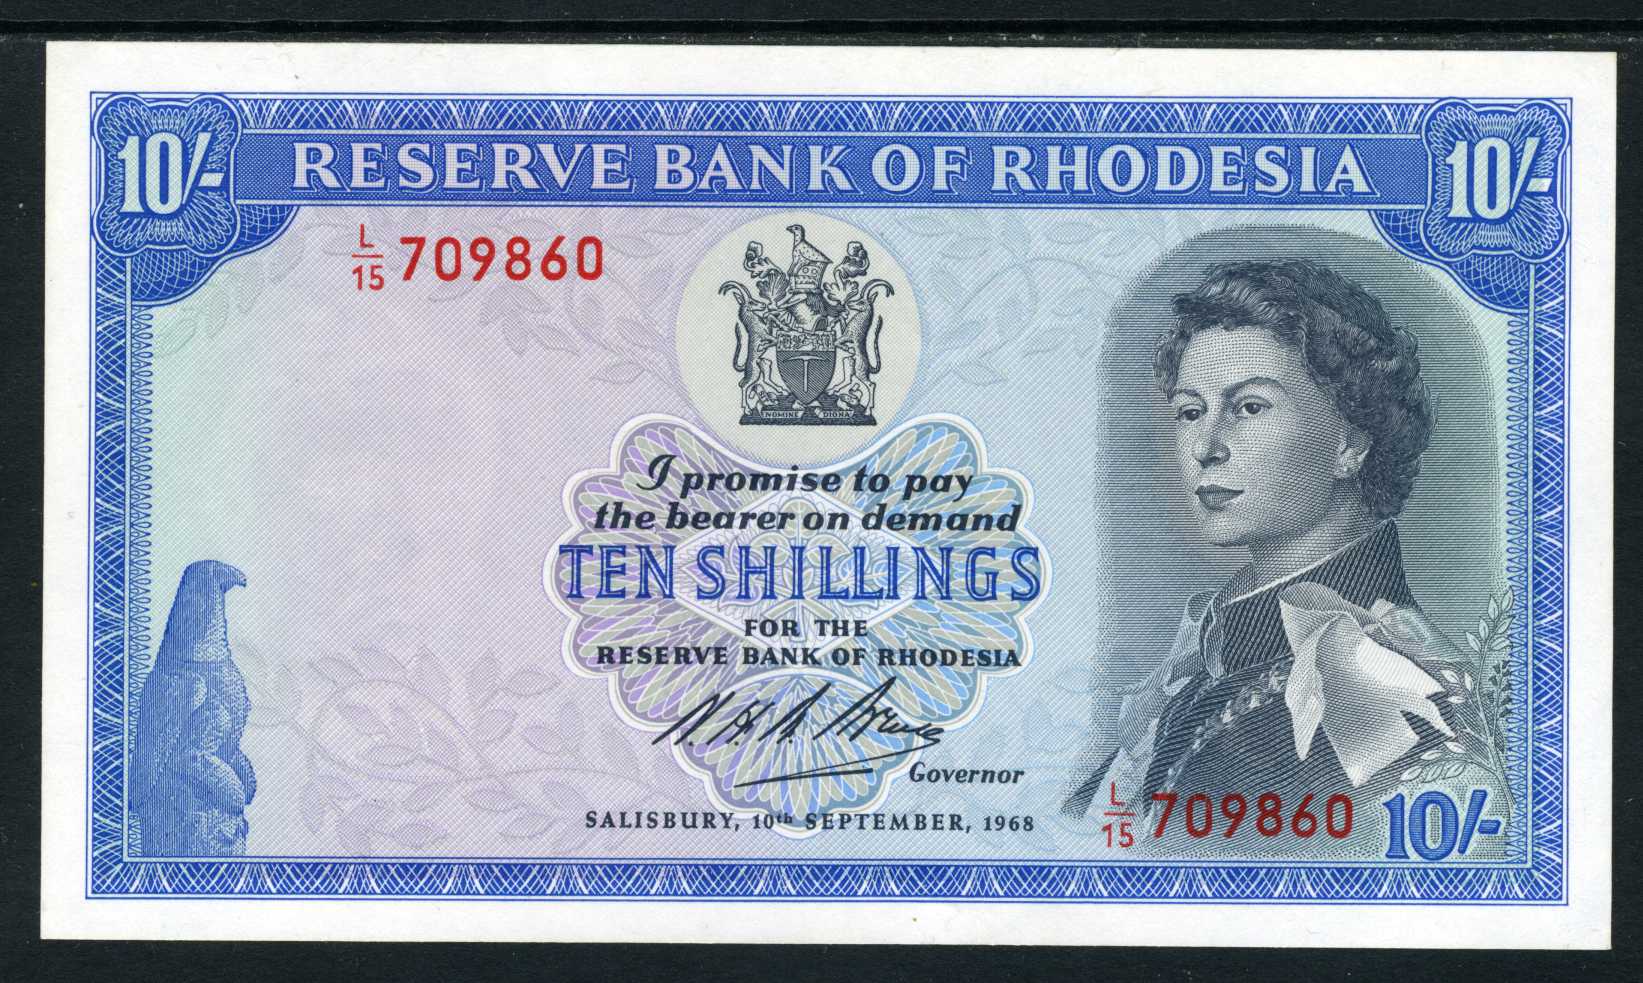 10/-
RESERVE BANK OF RHODESIA
10/-
L/15 709860
NOMINE DIGNA
I promise to pay
the bearer on demand
TEN SHILLINGS
FOR THE
RESERVE BANK OF RHODESIA
Governor
SALISBURY, 10th SEPTEMBER, 1968
L/15 709860
10/-